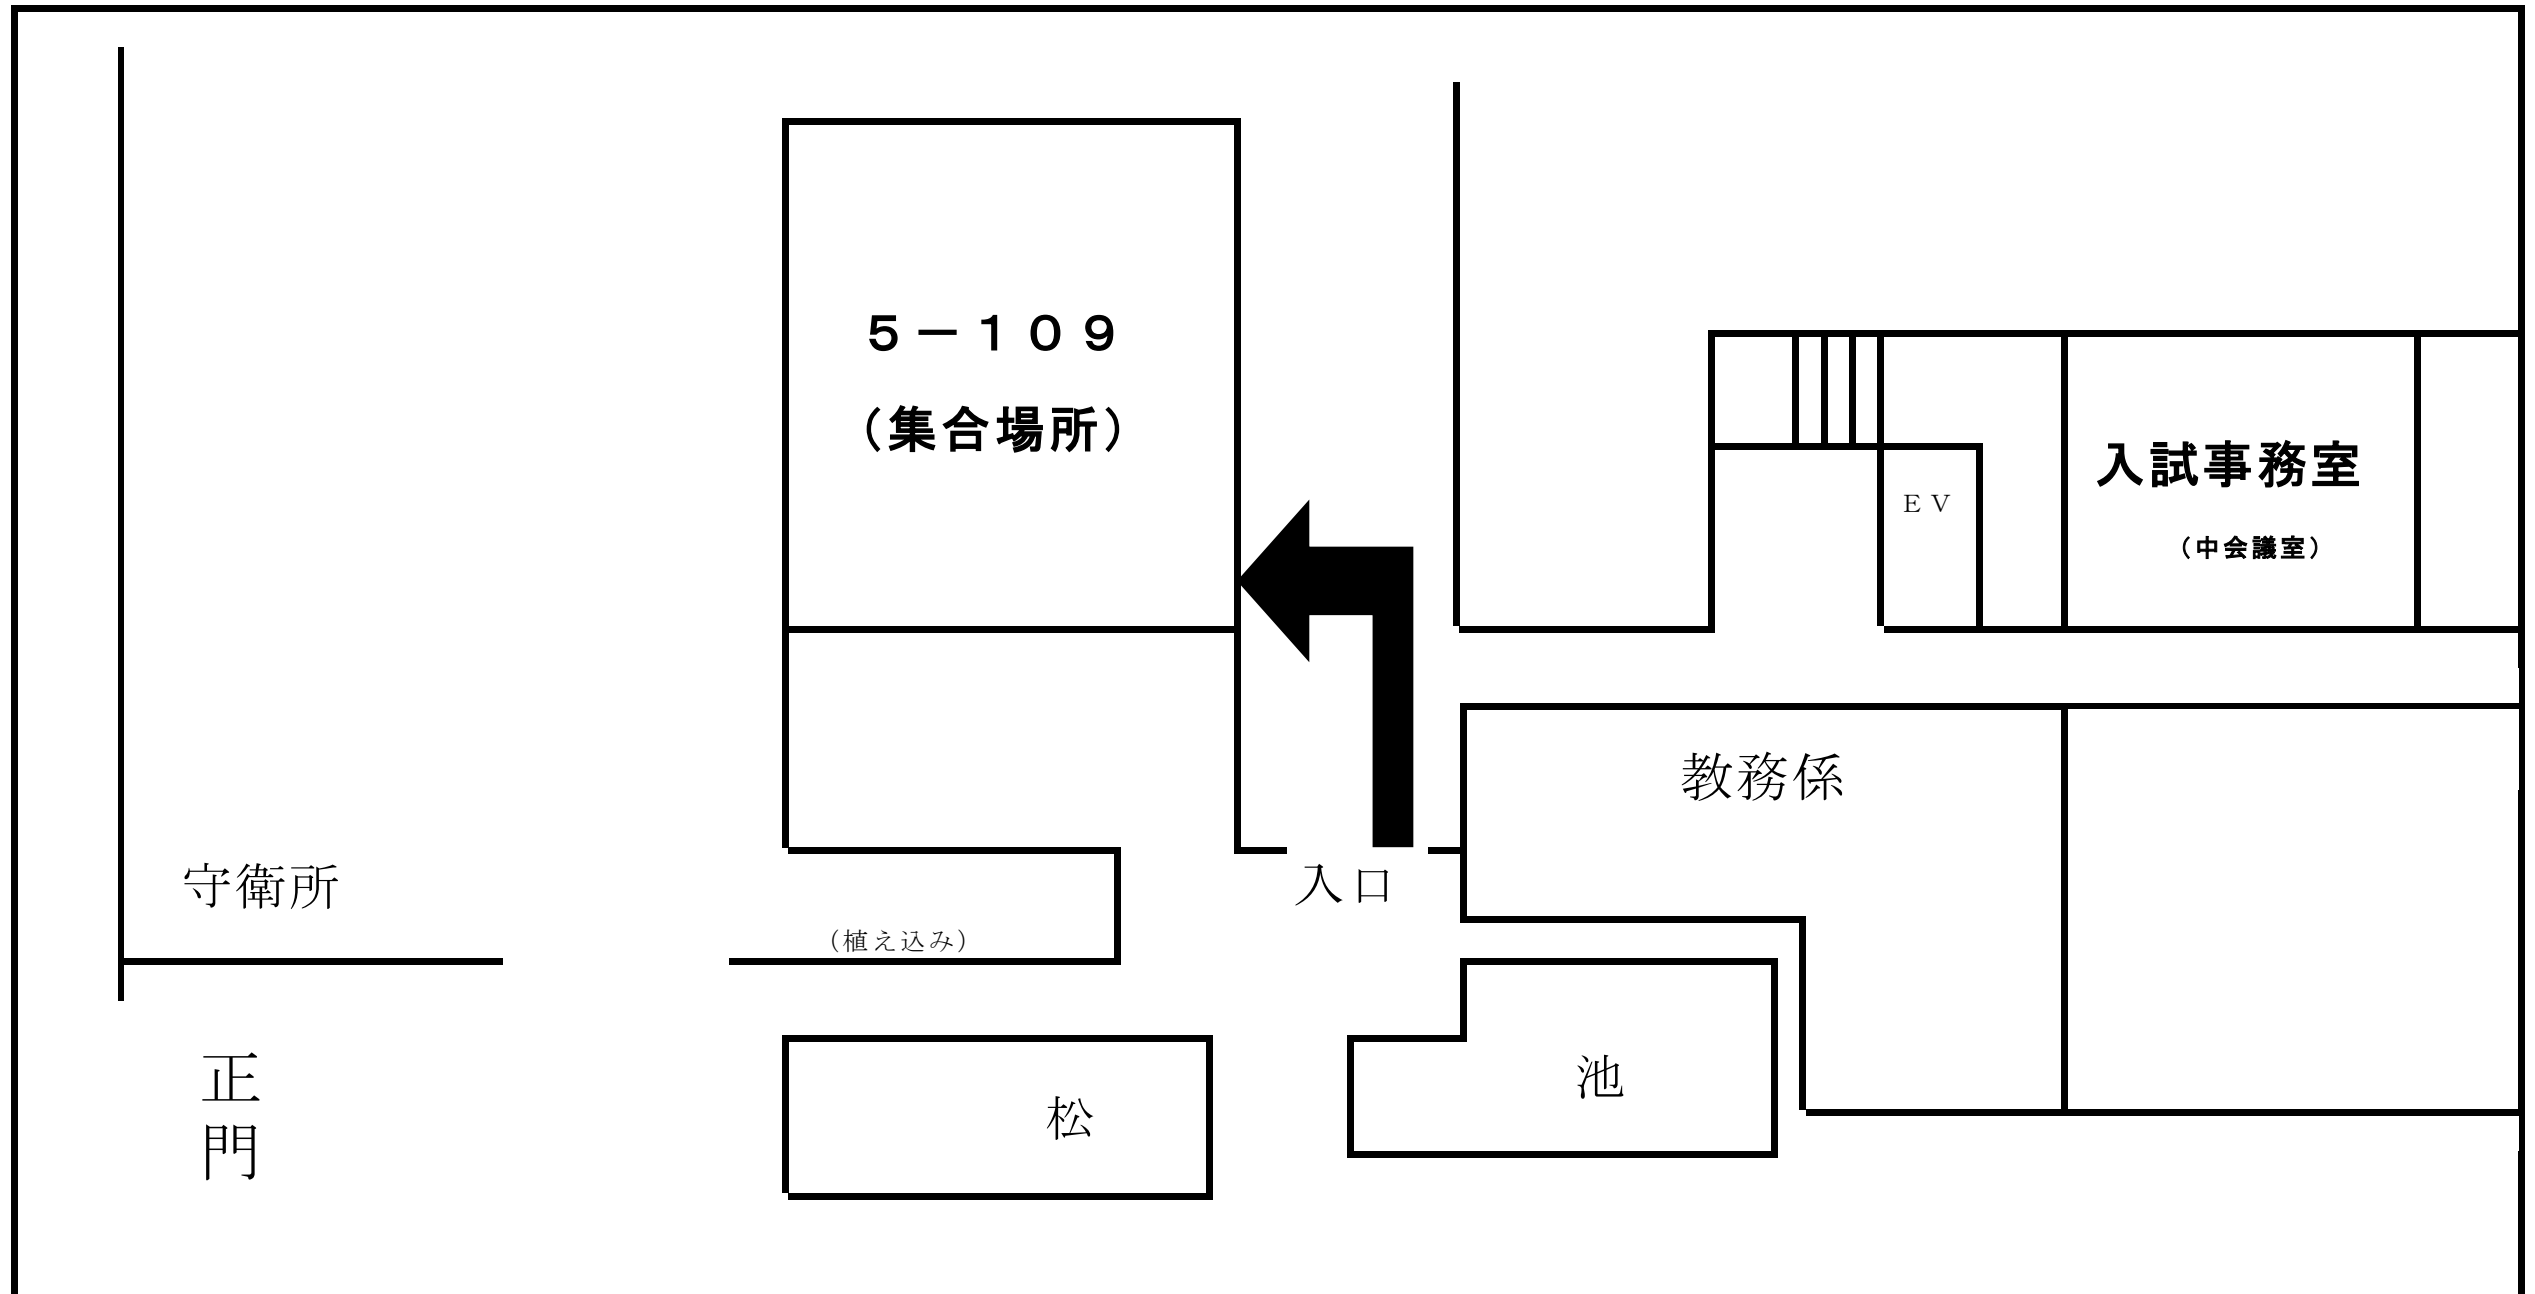 ５－１０９
（集合場所）
入試事務室
ＥＶ
（中会議室）
教務係
守衛所
入口
（植え込み）
正門
池
松